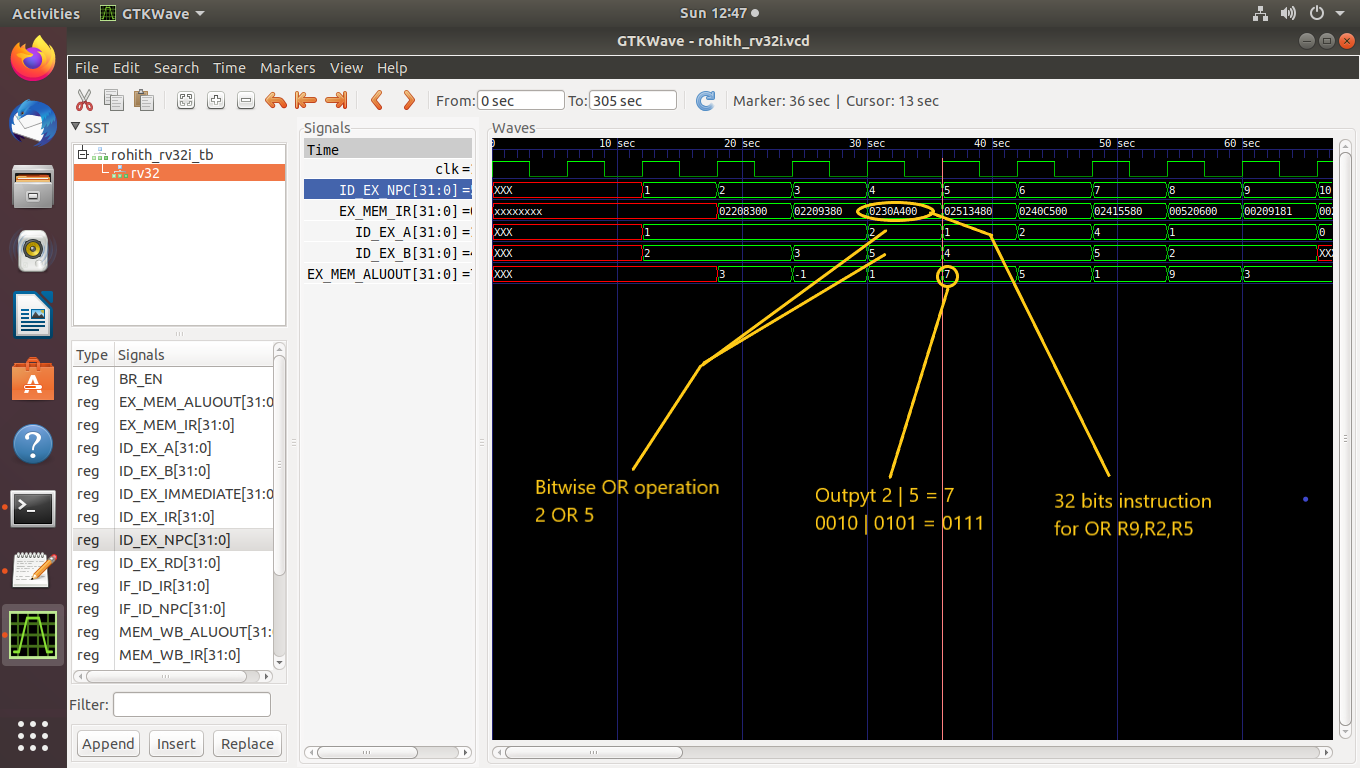 Activities GTKWave Sun 12:47
GTKWave - rohith_rv32i.vcd
File Edit Search Time Markers View Help
From: 0 sec To: 305 sec Marker: 36 sec | Cursor: 13 sec
SST
rohith_rv32i_tb
rv32
Type Signals
reg BR_EN
reg EX_MEM_ALUOUT[31:0
reg EX_MEM_IR[31:0]
reg ID_EX_A[31:0]
reg ID_EX_B[31:0]
reg ID_EX_IMMEDIATE[31:0
reg ID_EX_IR[31:0]
reg ID_EX_NPC[31:0]
reg ID_EX_RD[31:0]
reg IF_ID_IR[31:0]
reg IF_ID_NPC[31:0]
reg MEM_WB_ALUOUT[31:
reg MEM_WB_IR[31:0]
Filter:
Append Insert Replace
Signals
Time
clk=
ID_EX_NPC[31:0]=
EX_MEM_IR[31:0]=
ID_EX_A[31:0]=
ID_EX_B[31:0]=
EX_MEM_ALUOUT[31:0]=
Waves
0 10 sec 20 sec 30 sec 40 sec 50 sec 60 sec
XXX 1 2 3 4 5 6 7 8 9 10
xxxxxxxx 02208300 02209380 0230A400 02513480 0240C500 02415580 00520600 00209181 00
XXX 1 2 1 2 4 1 0
XXX 2 3 5 4 5 2 XX
XXX 3 -1 1 7 5 1 9 3
Bitwise OR operation
2 OR 5
Outpyt 2 | 5 = 7
0010 | 0101 = 0111
32 bits instruction
for OR R9,R2,R5